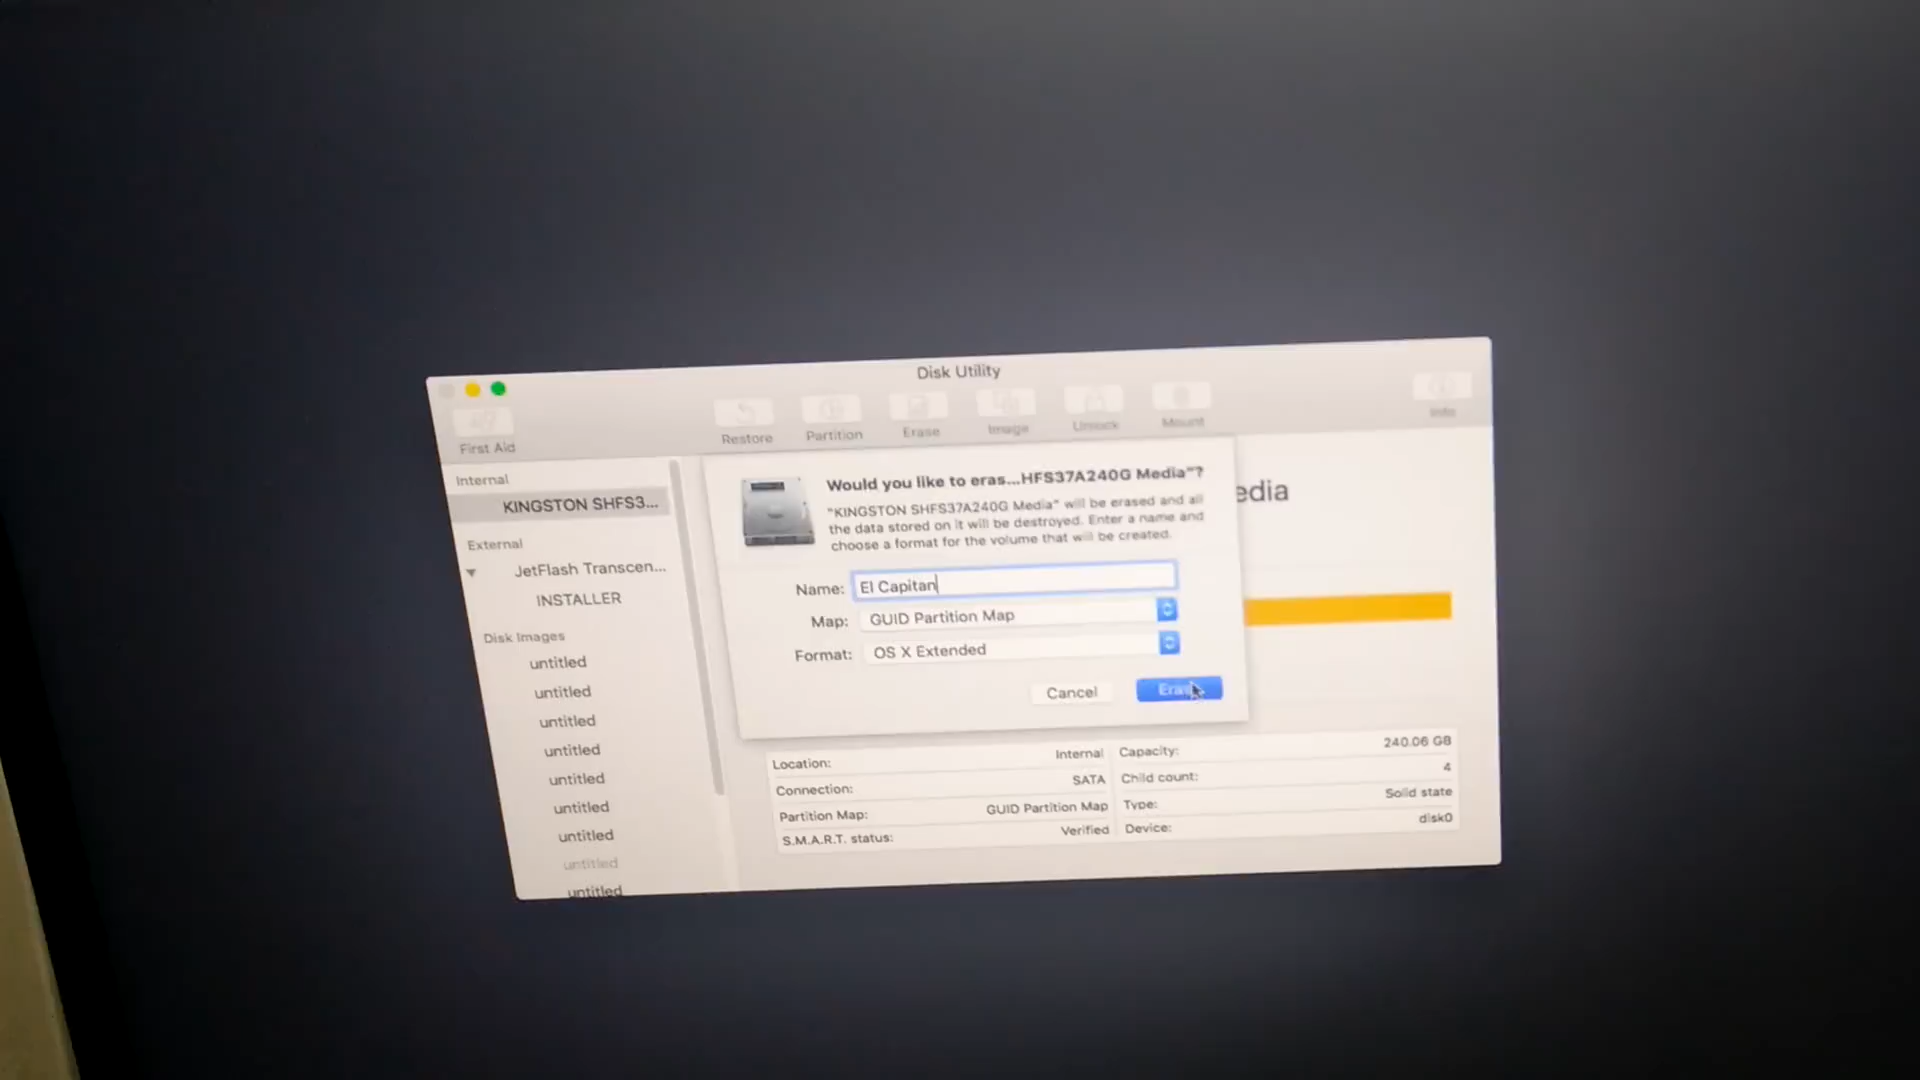 Disk Utility
First Aid
Restore
Partition
Erase
Image
Unlock
Mount
Info
Internal
KINGSTON SHFS3...
External
JetFlash Transcen...
INSTALLER
Disk Images
untitled
untitled
untitled
untitled
untitled
untitled
untitled
untitled
untitled
Would you like to eras...HFS37A240G Media"?
"KINGSTON SHFS37A240G Media" will be erased and all
the data stored on it will be destroyed. Enter a name and
choose a format for the volume that will be created.
edia
Name: El Capitan
Map: GUID Partition Map
Format: OS X Extended
Cancel
Location: Internal
Connection: SATA
Partition Map: GUID Partition Map
S.M.A.R.T. status: Verified
Capacity: 240.06 GB
Child count: 4
Type: Solid state
Device: disk0